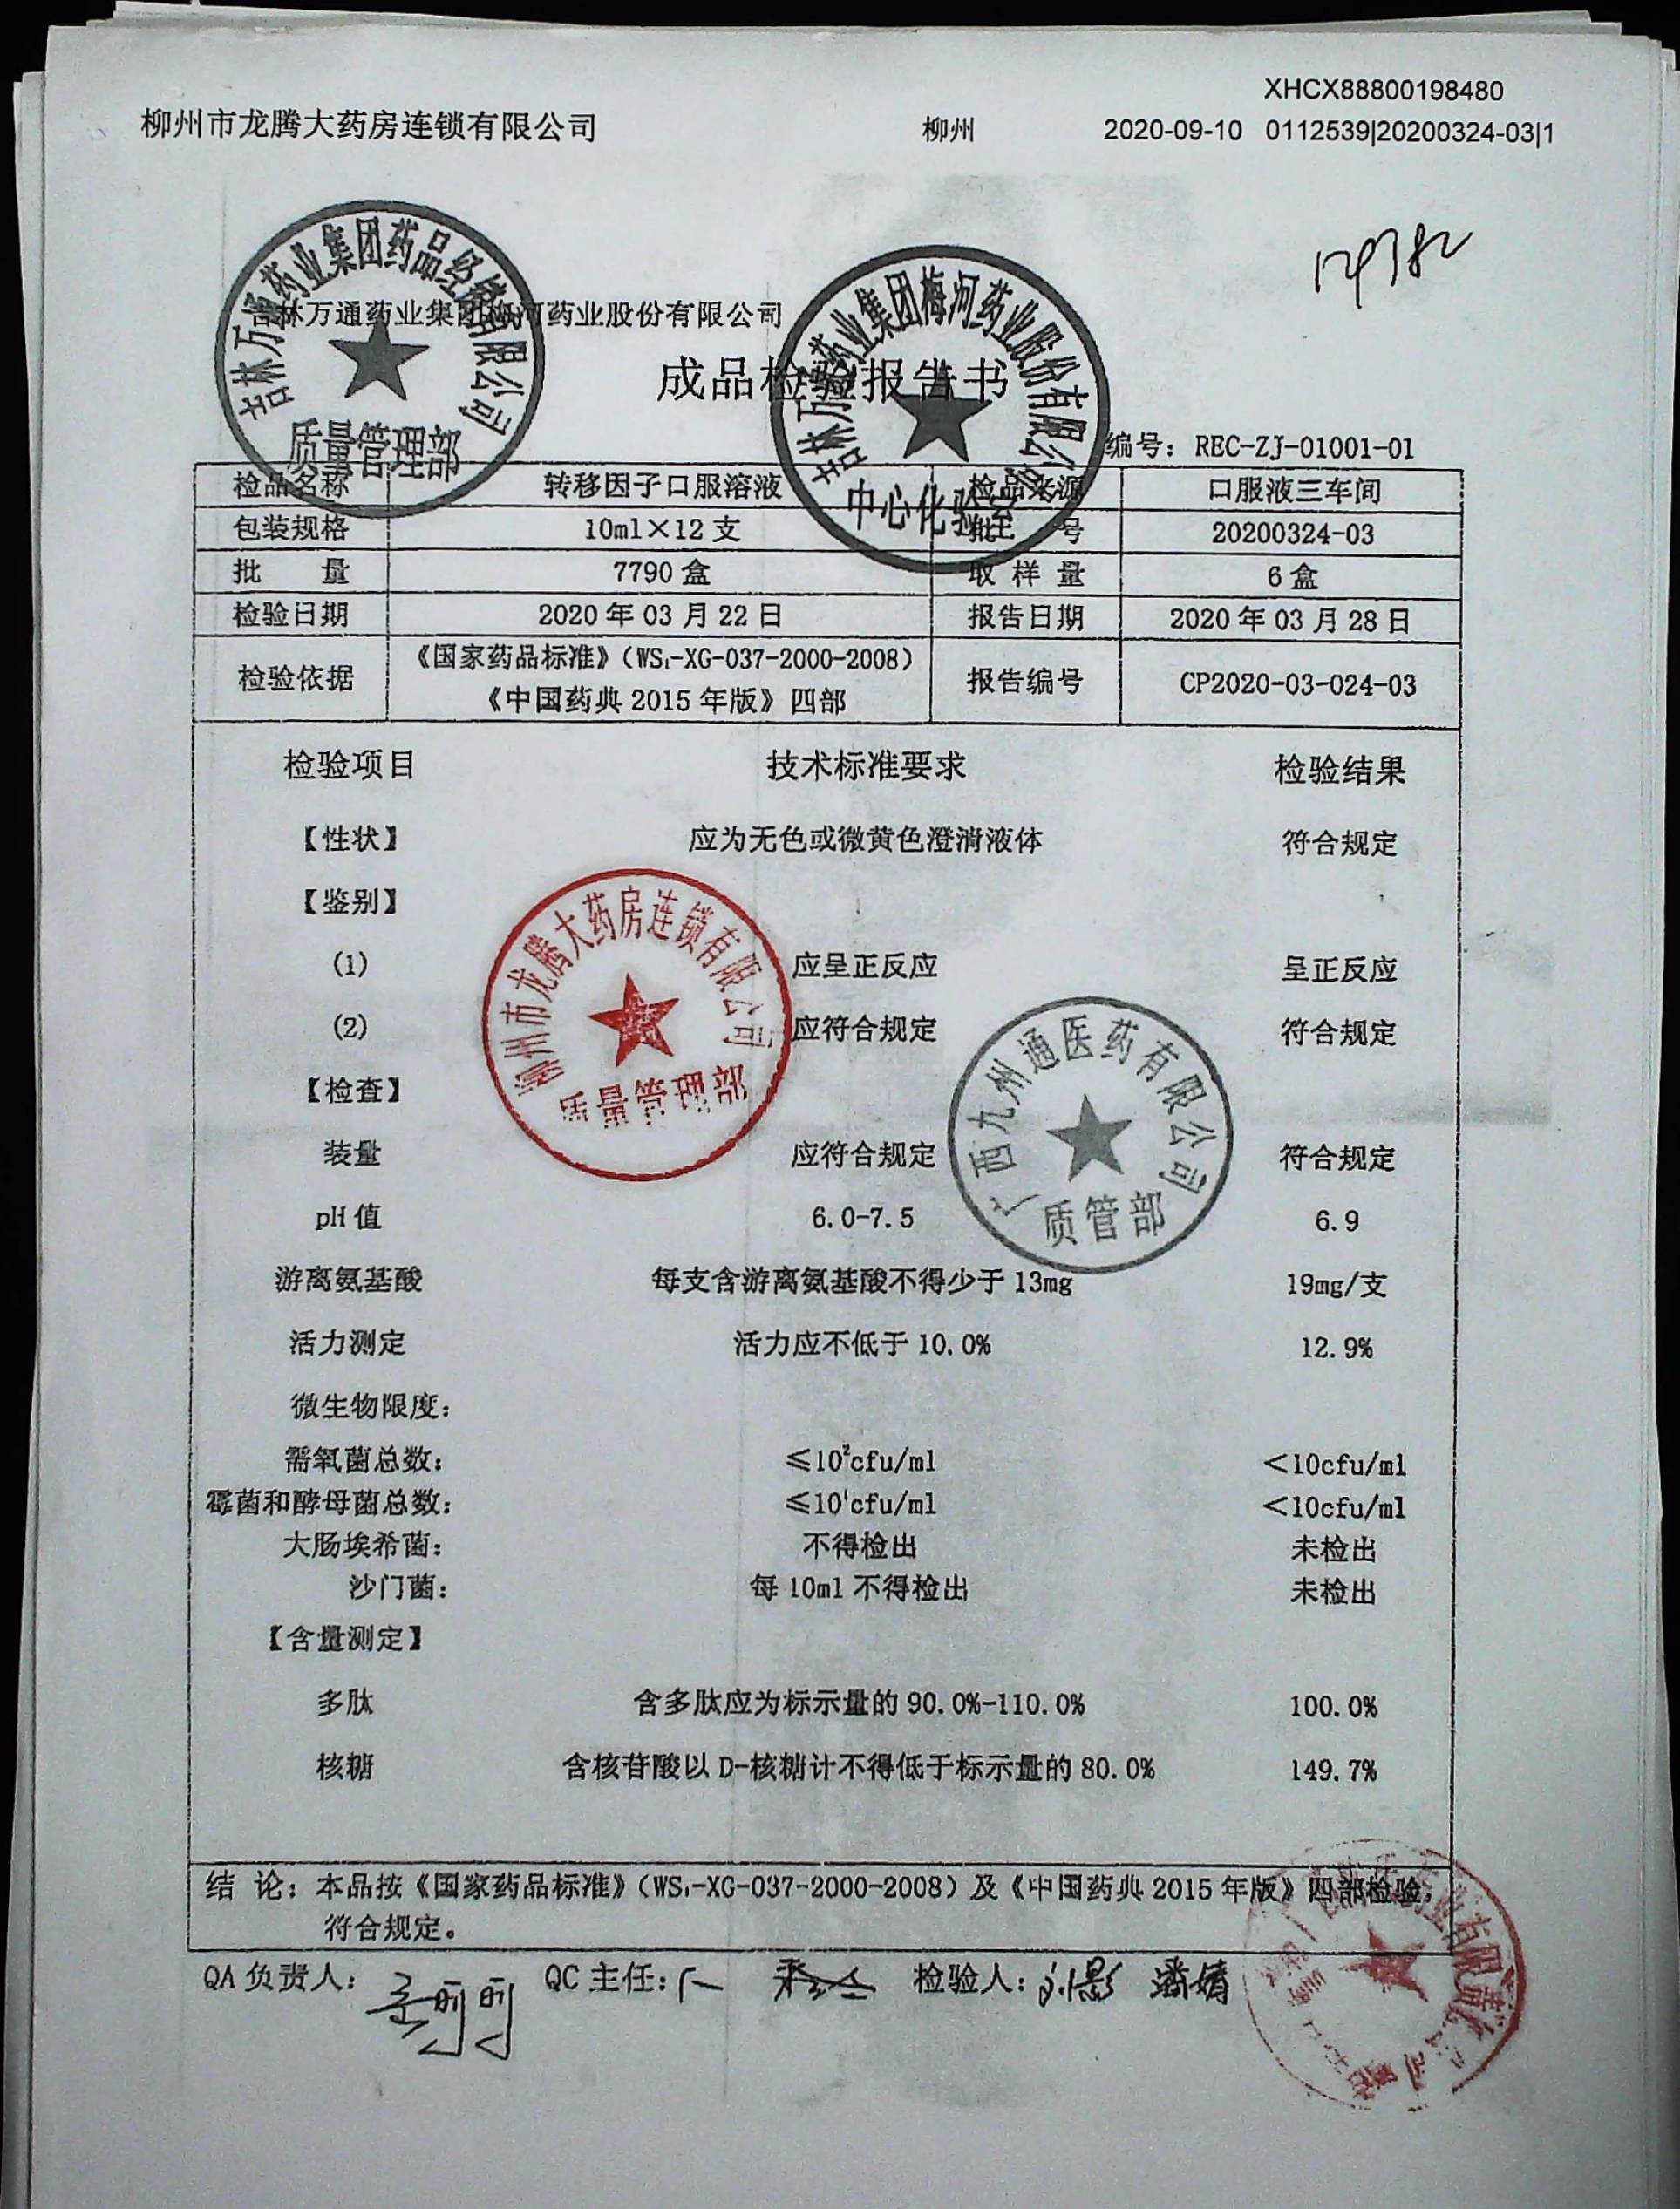 XHCX88800198480
柳州市龙腾大药房连锁有限公司 柳州 2020-09-10 0112539|20200324-03|1
吉林万通药业集团药品经销有限公司
质量管理部
吉林万通药业集团梅河药业股份有限公司
中心化验室
吉林万通药业集团梅河药业股份有限公司
成品检验报告书
编号：REC-ZJ-01001-01
检品名称 转移因子口服溶液 检品来源 口服液三车间
包装规格 10ml×12支 批 号 20200324-03
批 量 7790盒 取 样 量 6盒
检验日期 2020年03月22日 报告日期 2020年03月28日
检验依据 《国家药品标准》（WS₁-XG-037-2000-2008） 报告编号 CP2020-03-024-03
《中国药典2015年版》四部
检验项目 技术标准要求 检验结果
【性状】 应为无色或微黄色澄清液体 符合规定
【鉴别】
(1) 应呈正反应 呈正反应
(2) 应符合规定 符合规定
柳州市龙腾大药房连锁有限公司
质量管理部
广西九州通医药有限公司
质管部
【检查】
装量 应符合规定 符合规定
pH值 6.0-7.5 6.9
游离氨基酸 每支含游离氨基酸不得少于13mg 19mg/支
活力测定 活力应不低于10.0% 12.9%
微生物限度：
需氧菌总数： ≤10²cfu/ml <10cfu/ml
霉菌和酵母菌总数： ≤10¹cfu/ml <10cfu/ml
大肠埃希菌： 不得检出 未检出
沙门菌： 每10ml不得检出 未检出
【含量测定】
多肽 含多肽应为标示量的90.0%-110.0% 100.0%
核糖 含核苷酸以D-核糖计不得低于标示量的80.0% 149.7%
结 论：本品按《国家药品标准》（WS₁-XG-037-2000-2008）及《中国药典2015年版》四部检验，
符合规定。
QA负责人： QC主任： 检验人：刘影 潘婧